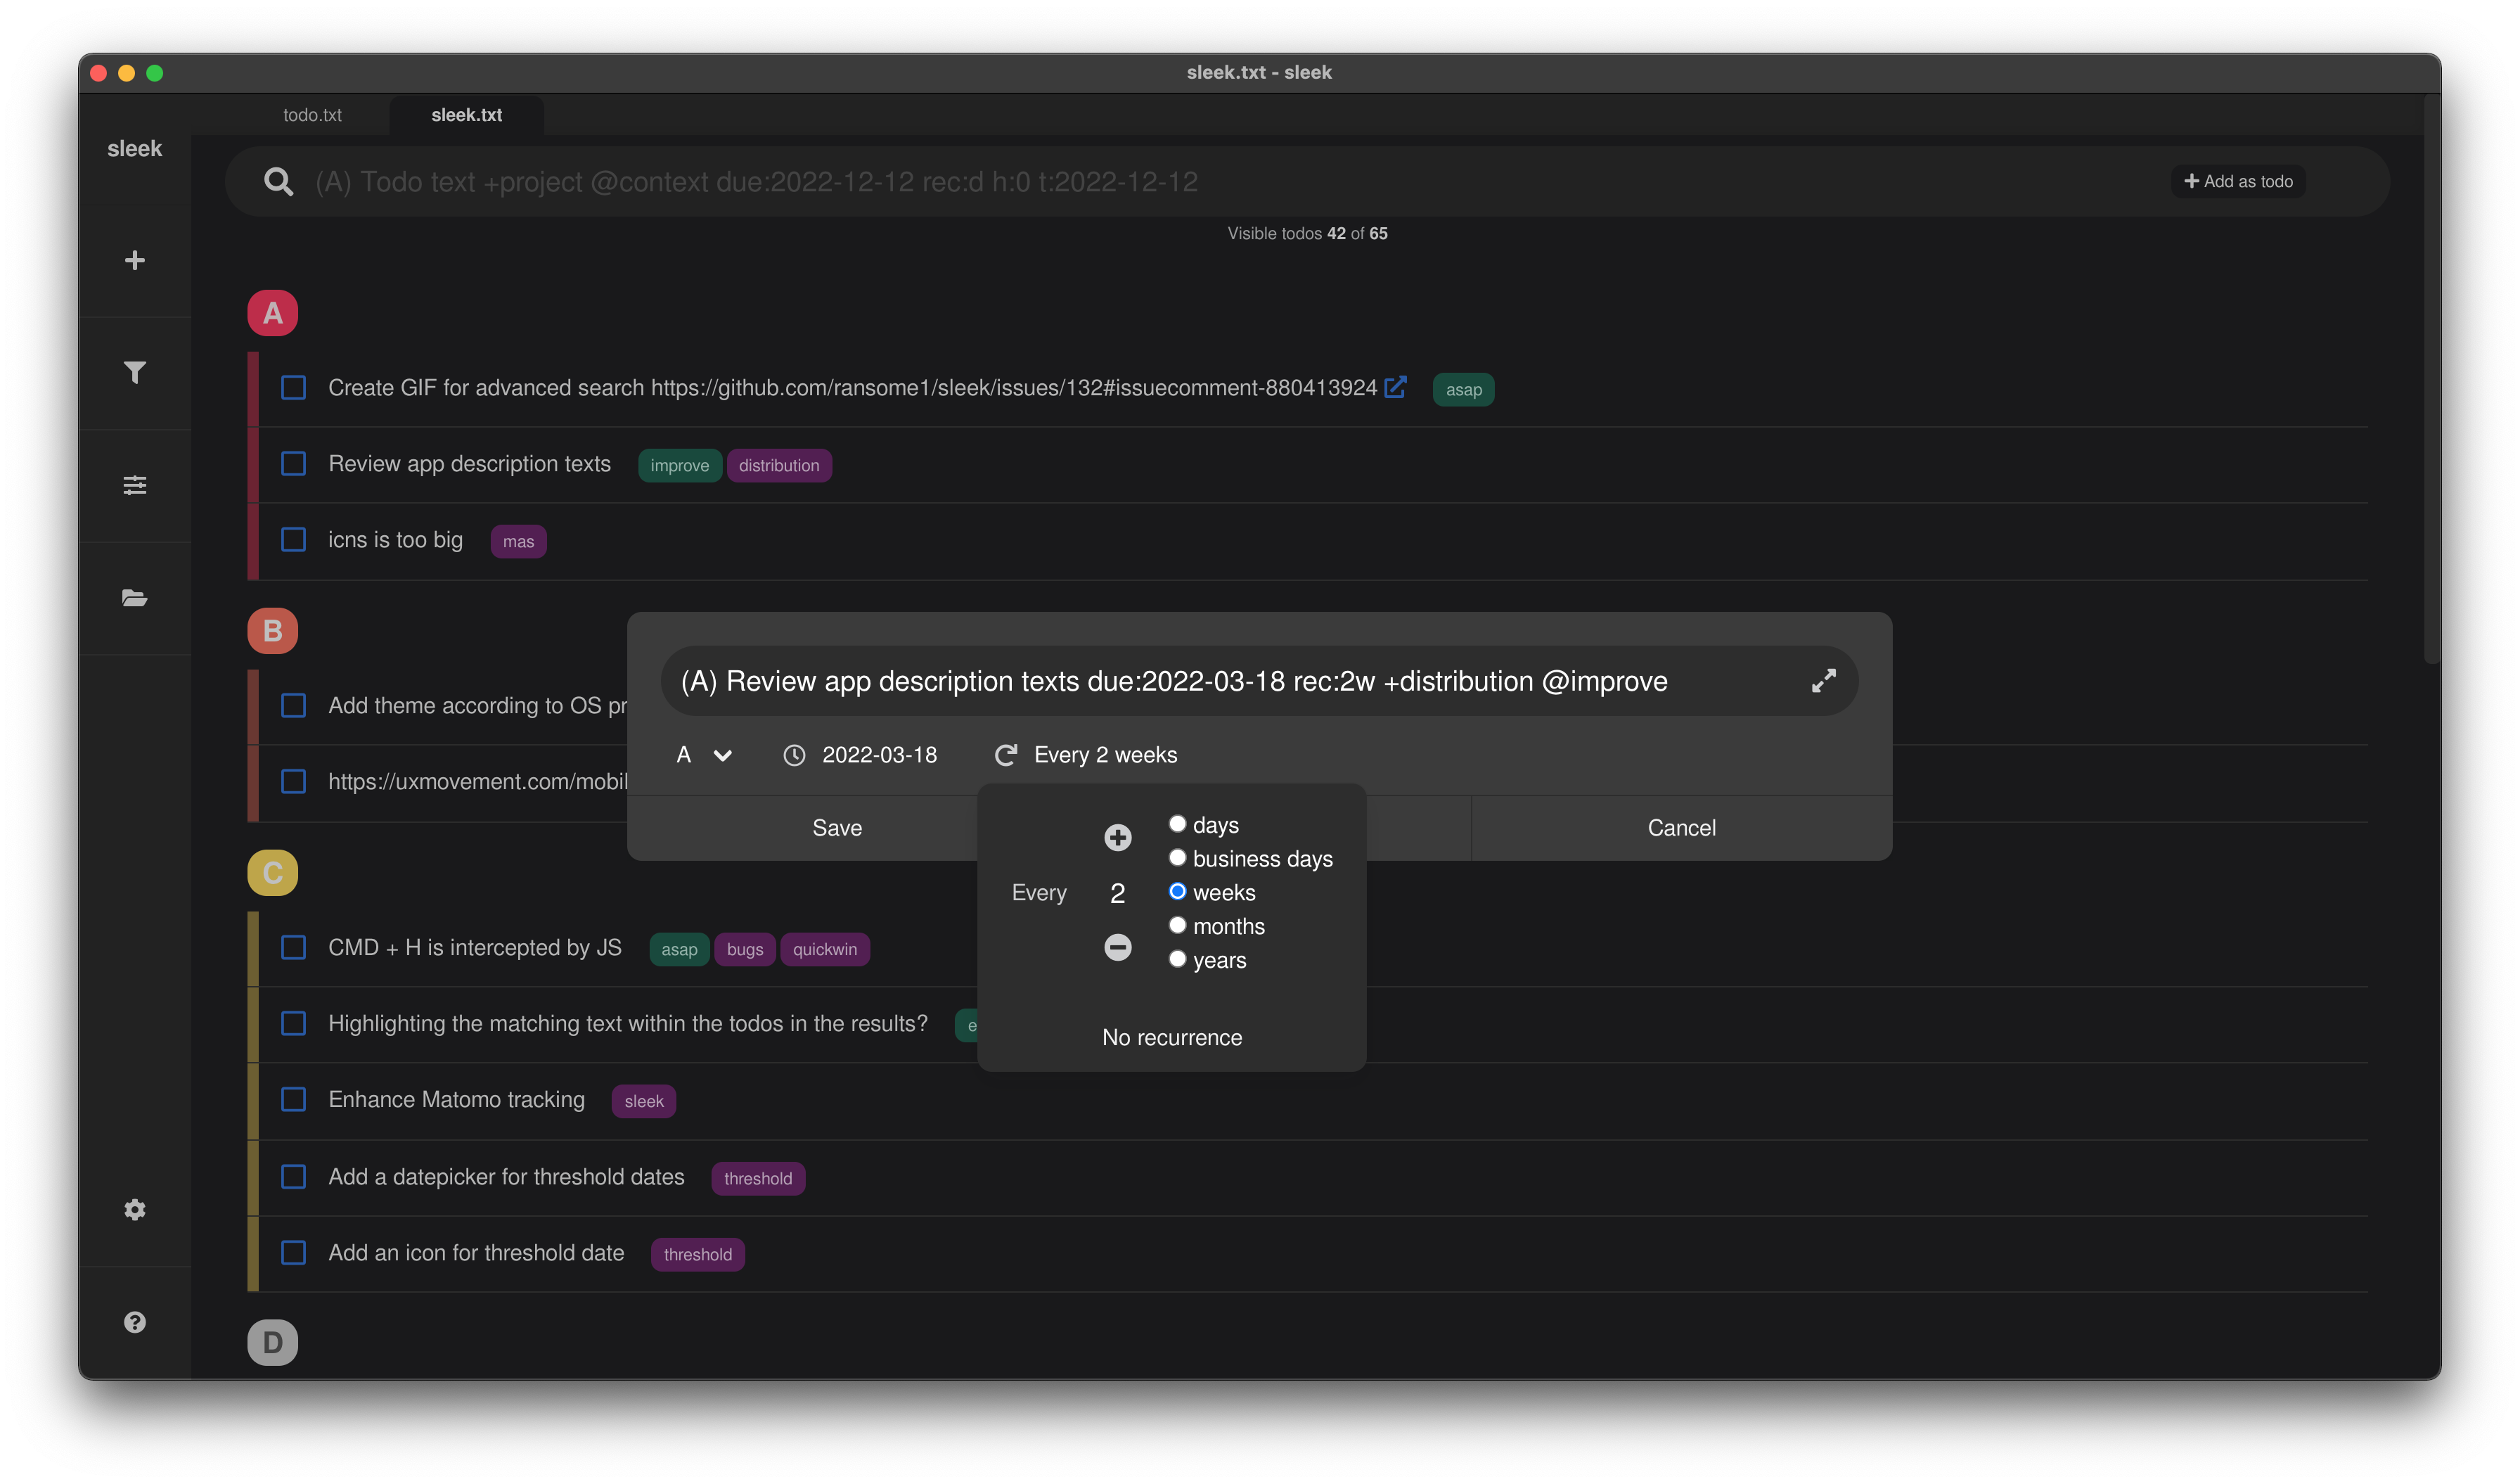 sleek.txt - sleek
todo.txt
sleek.txt
sleek
(A) Todo text +project @context due:2022-12-12 rec:d h:0 t:2022-12-12
Add as todo
Visible todos 42 of 65
A
Create GIF for advanced search https://github.com/ransome1/sleek/issues/132#issuecomment-880413924 asap
Review app description texts improve distribution
icns is too big mas
B
Add theme according to OS pr
https://uxmovement.com/mobil
(A) Review app description texts due:2022-03-18 rec:2w +distribution @improve
A 2022-03-18 Every 2 weeks
Save
Cancel
days
business days
Every 2 weeks
months
years
No recurrence
C
CMD + H is intercepted by JS asap bugs quickwin
Highlighting the matching text within the todos in the results? e
Enhance Matomo tracking sleek
Add a datepicker for threshold dates threshold
Add an icon for threshold date threshold
D